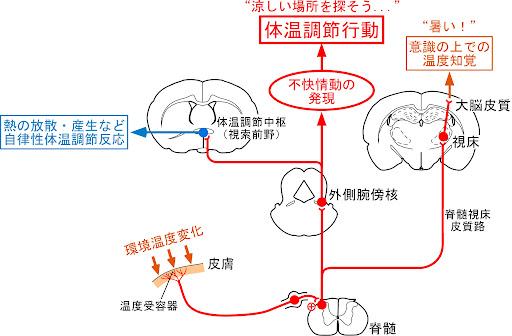 “涼しい場所を探そう...”
体温調節行動
“暑い！”
意識の上での
温度知覚
不快情動の
発現
大脳皮質
熱の放散・産生など
自律性体温調節反応
体温調節中枢
（視索前野）
視床
外側腕傍核
脊髄視床
皮質路
環境温度変化
皮膚
温度受容器
脊髄